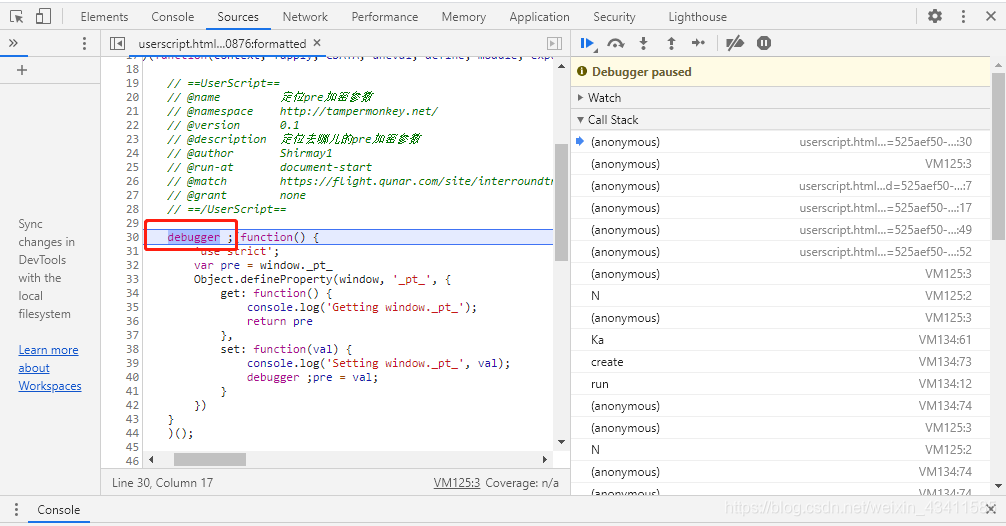 Elements Console Sources Network Performance Memory Application Security Lighthouse
userscript.html...0876:formatted ×
18
19 // ==UserScript==
20 // @name 定位pre加密参数
21 // @namespace http://tampermonkey.net/
22 // @version 0.1
23 // @description 定位去哪儿的pre加密参数
24 // @author Shirmay1
25 // @run-at document-start
26 // @match https://flight.qunar.com/site/interroundtr
27 // @grant none
28 // ==/UserScript==
29
30 debugger ; function() {
31 'use strict';
32 var pre = window._pt_
33 Object.defineProperty(window, '_pt_', {
34 get: function() {
35 console.log('Getting window._pt_');
36 return pre
37 },
38 set: function(val) {
39 console.log('Setting window._pt_', val);
40 debugger ;pre = val;
41 }
42 })
43 }
44 )();
45
46
Sync
changes in
DevTools
with the
local
filesystem
Learn more
about
Workspaces
Line 30, Column 17 VM125:3 Coverage: n/a
Debugger paused
Watch
Call Stack
(anonymous) userscript.html...=525aef50-...:30
(anonymous) VM125:3
(anonymous) userscript.html...d=525aef50-...:7
(anonymous) userscript.html...=525aef50-...:17
(anonymous) userscript.html...=525aef50-...:49
(anonymous) userscript.html...=525aef50-...:52
(anonymous) VM125:3
N VM125:2
(anonymous) VM125:3
Ka VM134:61
create VM134:73
run VM134:12
(anonymous) VM134:74
(anonymous) VM125:3
N VM125:2
(anonymous) VM134:74
(anonymous) VM134:74
Console